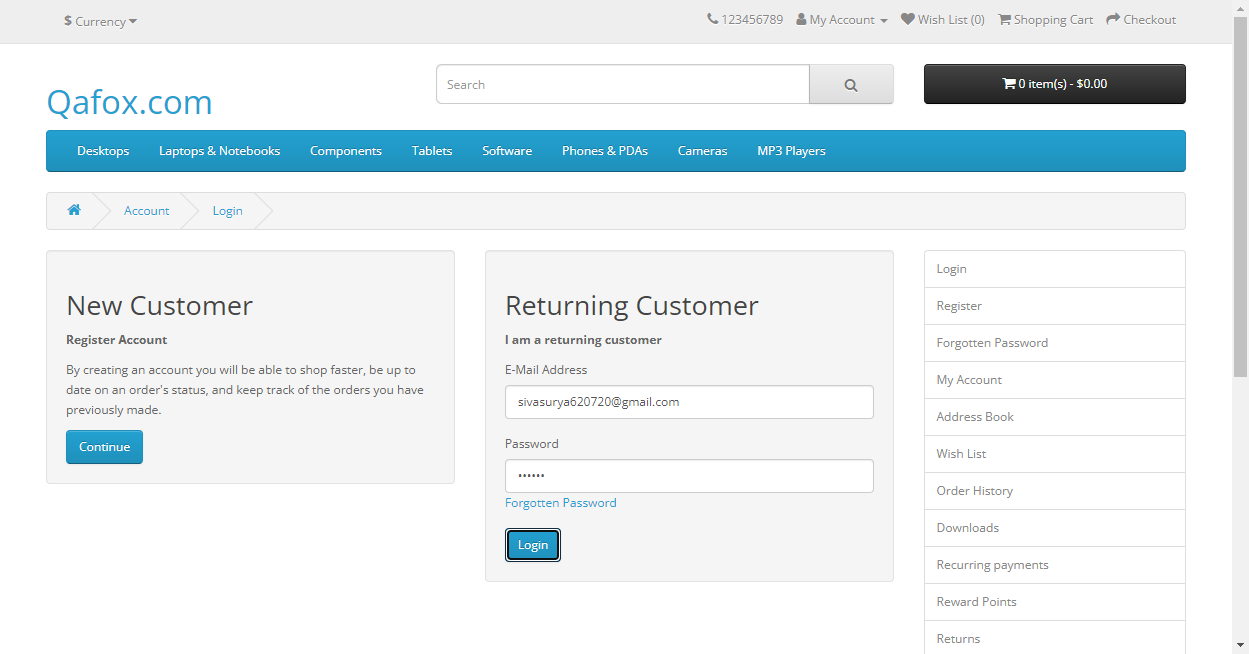 $ Currency
123456789 My Account Wish List (0) Shopping Cart Checkout
Qafox.com
Search
0 item(s) - $0.00
Desktops Laptops & Notebooks Components Tablets Software Phones & PDAs Cameras MP3 Players
Account Login
New Customer
Register Account
By creating an account you will be able to shop faster, be up to
date on an order's status, and keep track of the orders you have
previously made.
Continue
Returning Customer
I am a returning customer
E-Mail Address
sivasurya620720@gmail.com
Password
••••••
Forgotten Password
Login
Login
Register
Forgotten Password
My Account
Address Book
Wish List
Order History
Downloads
Recurring payments
Reward Points
Returns